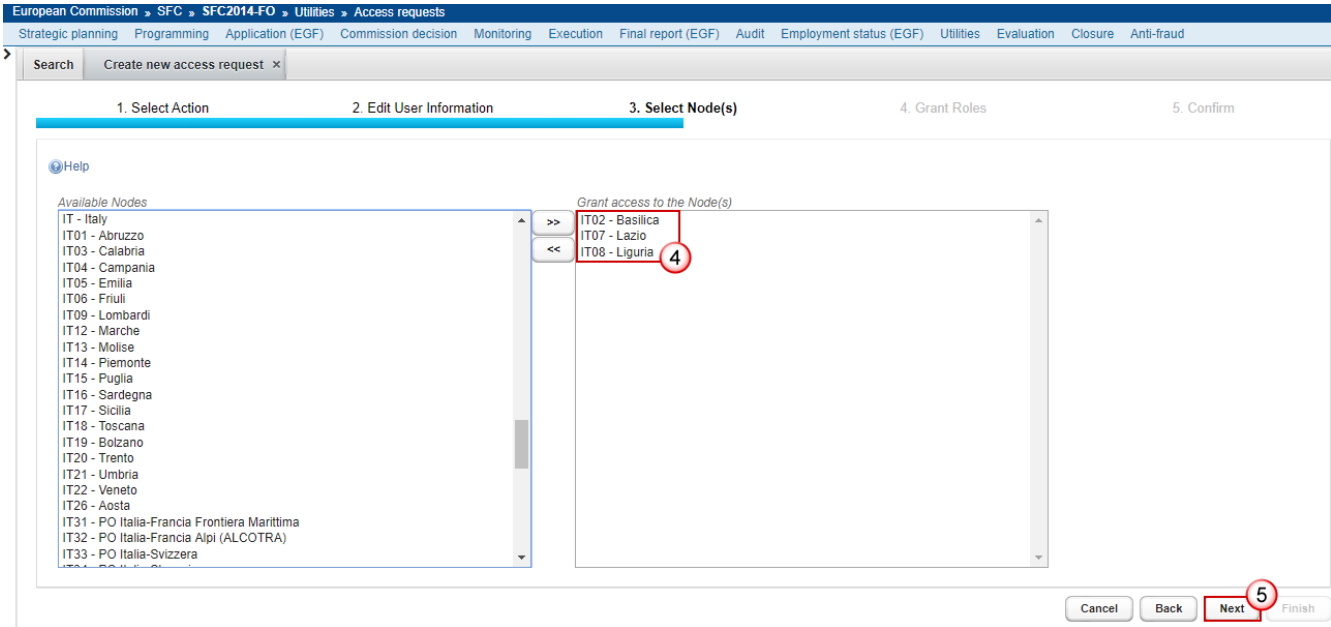 European Commission » SFC » SFC2014-FO » Utilities » Access requests
Strategic planning Programming Application (EGF) Commission decision Monitoring Execution Final report (EGF) Audit Employment status (EGF) Utilities Evaluation Closure Anti-fraud
Search Create new access request ×
1. Select Action 2. Edit User Information 3. Select Node(s) 4. Grant Roles 5. Confirm
Help
Available Nodes
IT - Italy
IT01 - Abruzzo
IT03 - Calabria
IT04 - Campania
IT05 - Emilia
IT06 - Friuli
IT09 - Lombardi
IT12 - Marche
IT13 - Molise
IT14 - Piemonte
IT15 - Puglia
IT16 - Sardegna
IT17 - Sicilia
IT18 - Toscana
IT19 - Bolzano
IT20 - Trento
IT21 - Umbria
IT22 - Veneto
IT26 - Aosta
IT31 - PO Italia-Francia Frontiera Marittima
IT32 - PO Italia-Francia Alpi (ALCOTRA)
IT33 - PO Italia-Svizzera
>>
<<
Grant access to the Node(s)
IT02 - Basilica
IT07 - Lazio
IT08 - Liguria
4
Cancel Back Next Finish
5